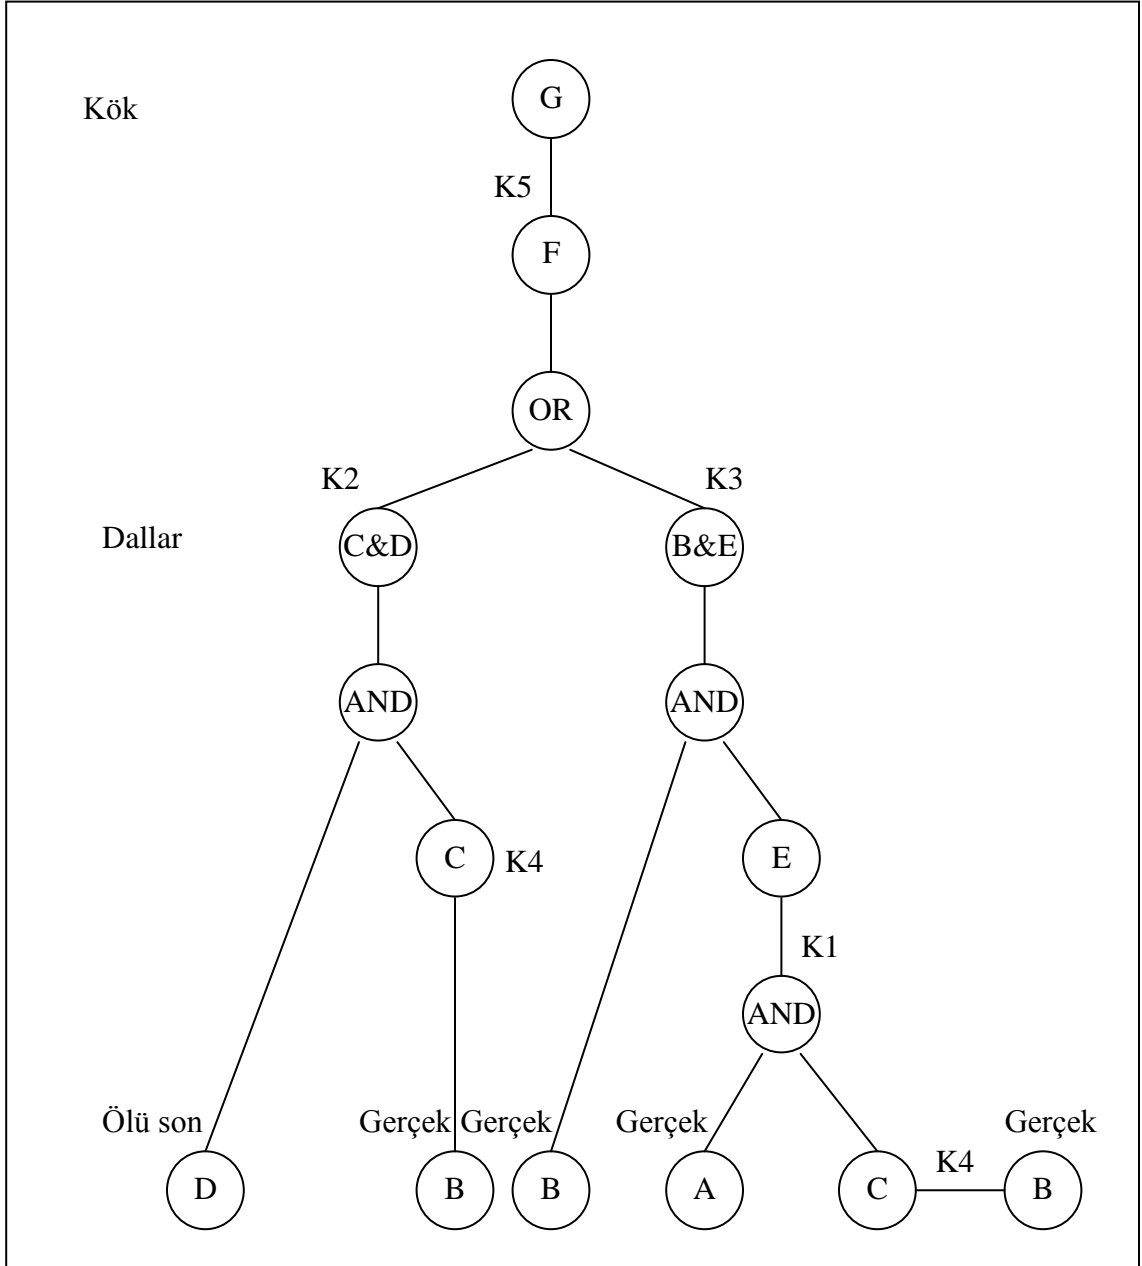 G
Kök
K5
F
OR
K2
K3
Dallar
C&D
B&E
AND
AND
C
K4
E
K1
AND
Ölü son
Gerçek
Gerçek
Gerçek
Gerçek
K4
D
B
B
A
C
B